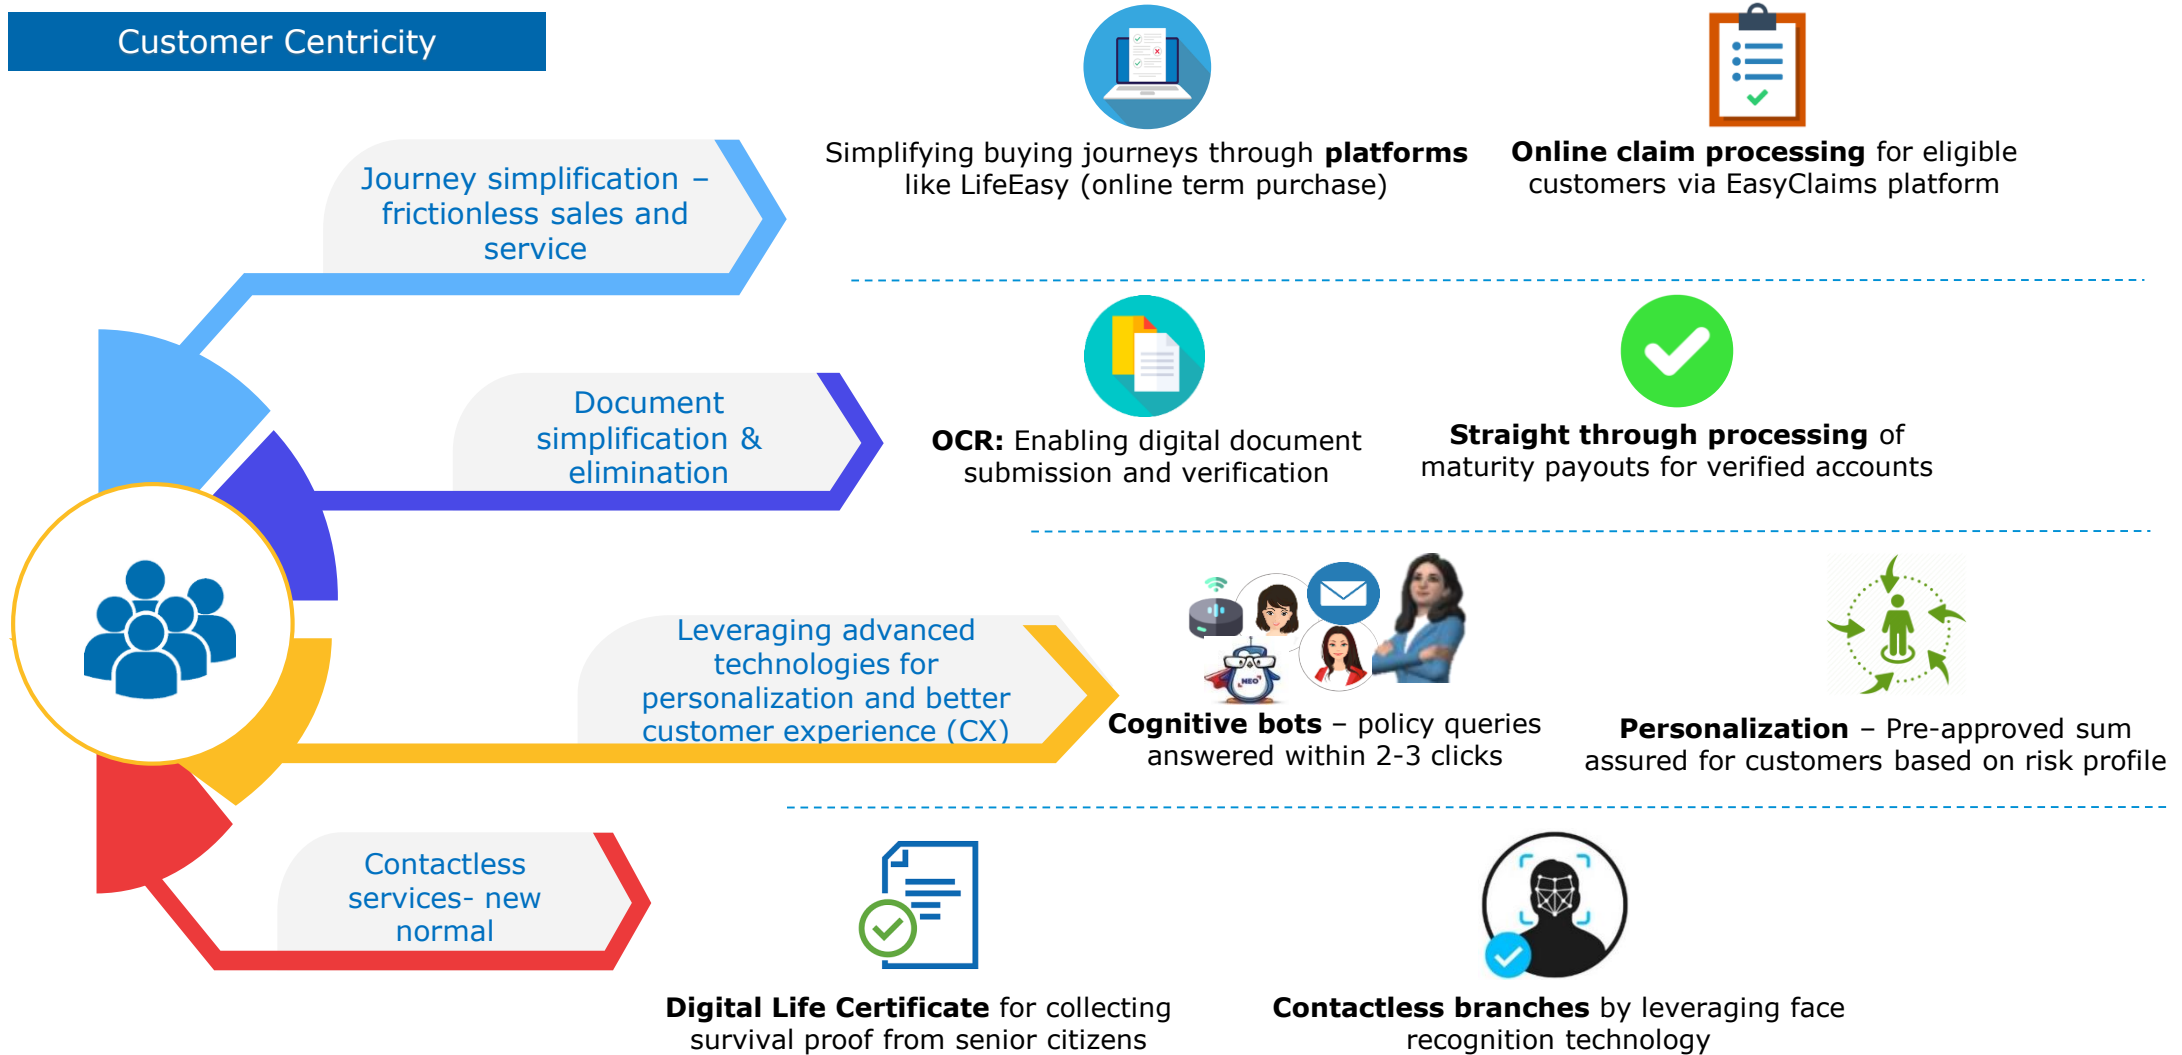 Customer Centricity
Journey simplification –
frictionless sales and
service
Simplifying buying journeys through platforms
like LifeEasy (online term purchase)
Online claim processing for eligible
customers via EasyClaims platform
Document
simplification &
elimination
OCR: Enabling digital document
submission and verification
Straight through processing of
maturity payouts for verified accounts
Leveraging advanced
technologies for
personalization and better
customer experience (CX)
NEO
Cognitive bots – policy queries
answered within 2-3 clicks
Personalization – Pre-approved sum
assured for customers based on risk profile
Contactless
services- new
normal
Digital Life Certificate for collecting
survival proof from senior citizens
Contactless branches by leveraging face
recognition technology